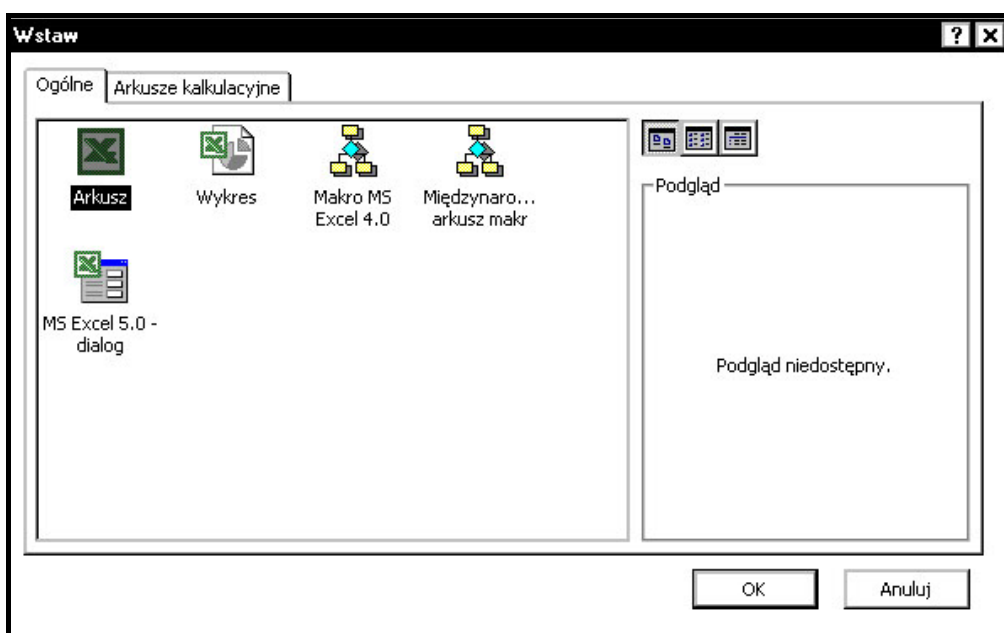 Wstaw
Ogólne
Arkusze kalkulacyjne
Arkusz
Wykres
Makro MS
Excel 4.0
Międzynaro...
arkusz makr
MS Excel 5.0 -
dialog
Podgląd
Podgląd niedostępny.
OK
Anuluj